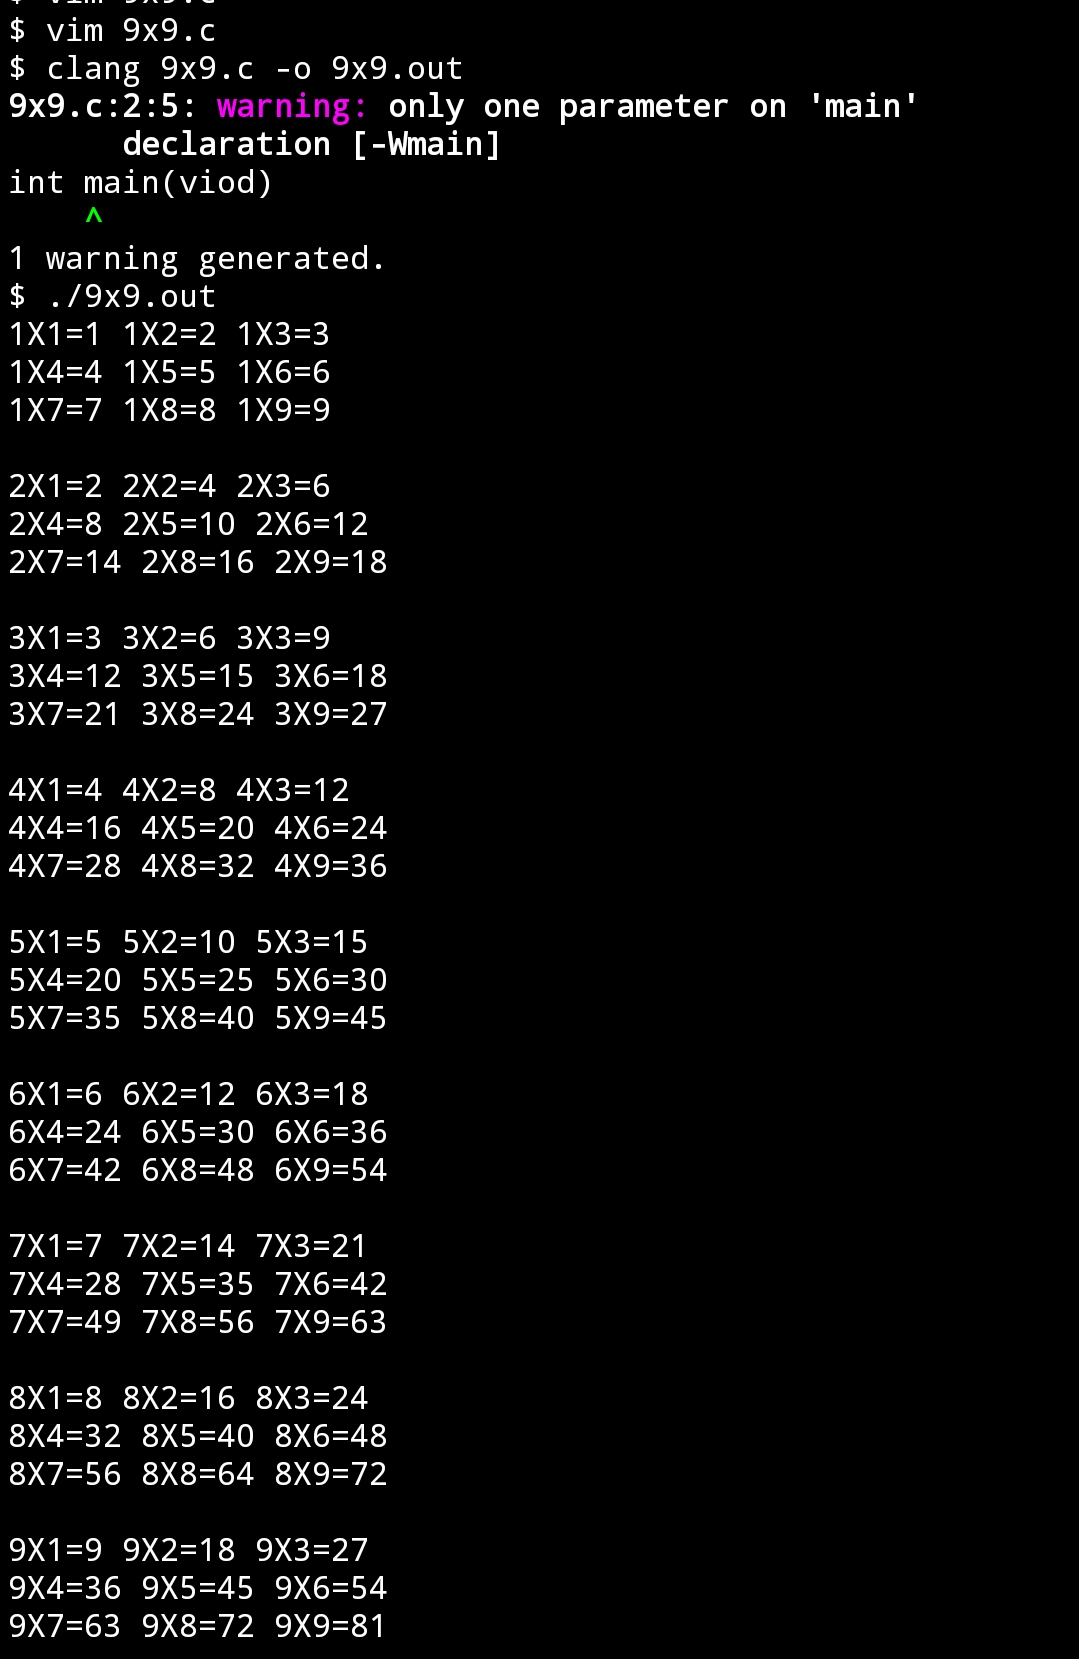 $ vim 9x9.c
$ vim 9x9.c
$ clang 9x9.c -o 9x9.out
9x9.c:2:5: warning: only one parameter on 'main'
declaration [-Wmain]
int main(viod)
^
1 warning generated.
$ ./9x9.out
1X1=1 1X2=2 1X3=3
1X4=4 1X5=5 1X6=6
1X7=7 1X8=8 1X9=9
2X1=2 2X2=4 2X3=6
2X4=8 2X5=10 2X6=12
2X7=14 2X8=16 2X9=18
3X1=3 3X2=6 3X3=9
3X4=12 3X5=15 3X6=18
3X7=21 3X8=24 3X9=27
4X1=4 4X2=8 4X3=12
4X4=16 4X5=20 4X6=24
4X7=28 4X8=32 4X9=36
5X1=5 5X2=10 5X3=15
5X4=20 5X5=25 5X6=30
5X7=35 5X8=40 5X9=45
6X1=6 6X2=12 6X3=18
6X4=24 6X5=30 6X6=36
6X7=42 6X8=48 6X9=54
7X1=7 7X2=14 7X3=21
7X4=28 7X5=35 7X6=42
7X7=49 7X8=56 7X9=63
8X1=8 8X2=16 8X3=24
8X4=32 8X5=40 8X6=48
8X7=56 8X8=64 8X9=72
9X1=9 9X2=18 9X3=27
9X4=36 9X5=45 9X6=54
9X7=63 9X8=72 9X9=81